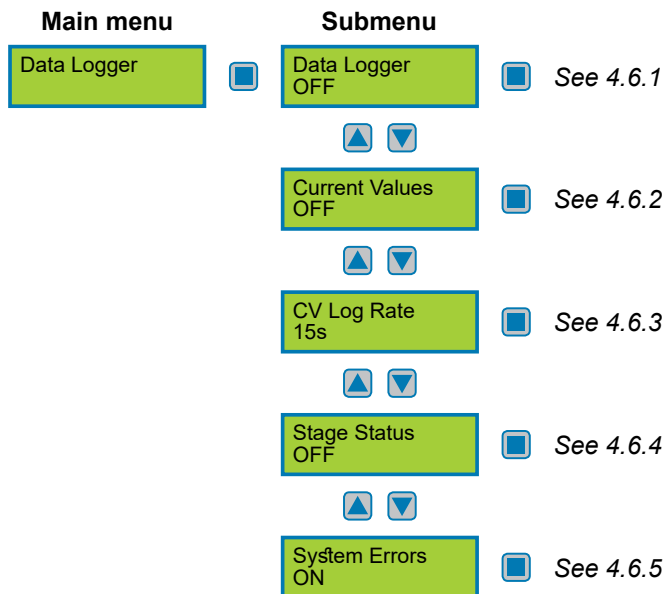 Main menu Submenu
Data Logger
Data Logger
OFF
See 4.6.1
Current Values
OFF
See 4.6.2
CV Log Rate
15s
See 4.6.3
Stage Status
OFF
See 4.6.4
System Errors
ON
See 4.6.5